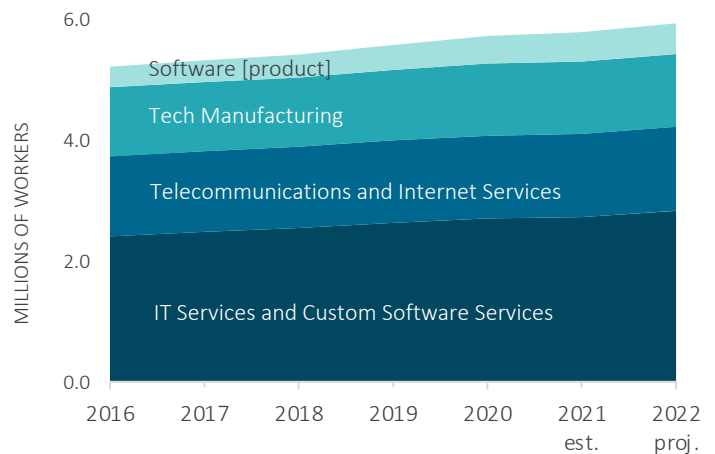 6.0
Software [product]
Tech Manufacturing
4.0
MILLIONS OF WORKERS
Telecommunications and Internet Services
2.0
IT Services and Custom Software Services
0.0
2016 2017 2018 2019 2020 2021 2022
est. proj.